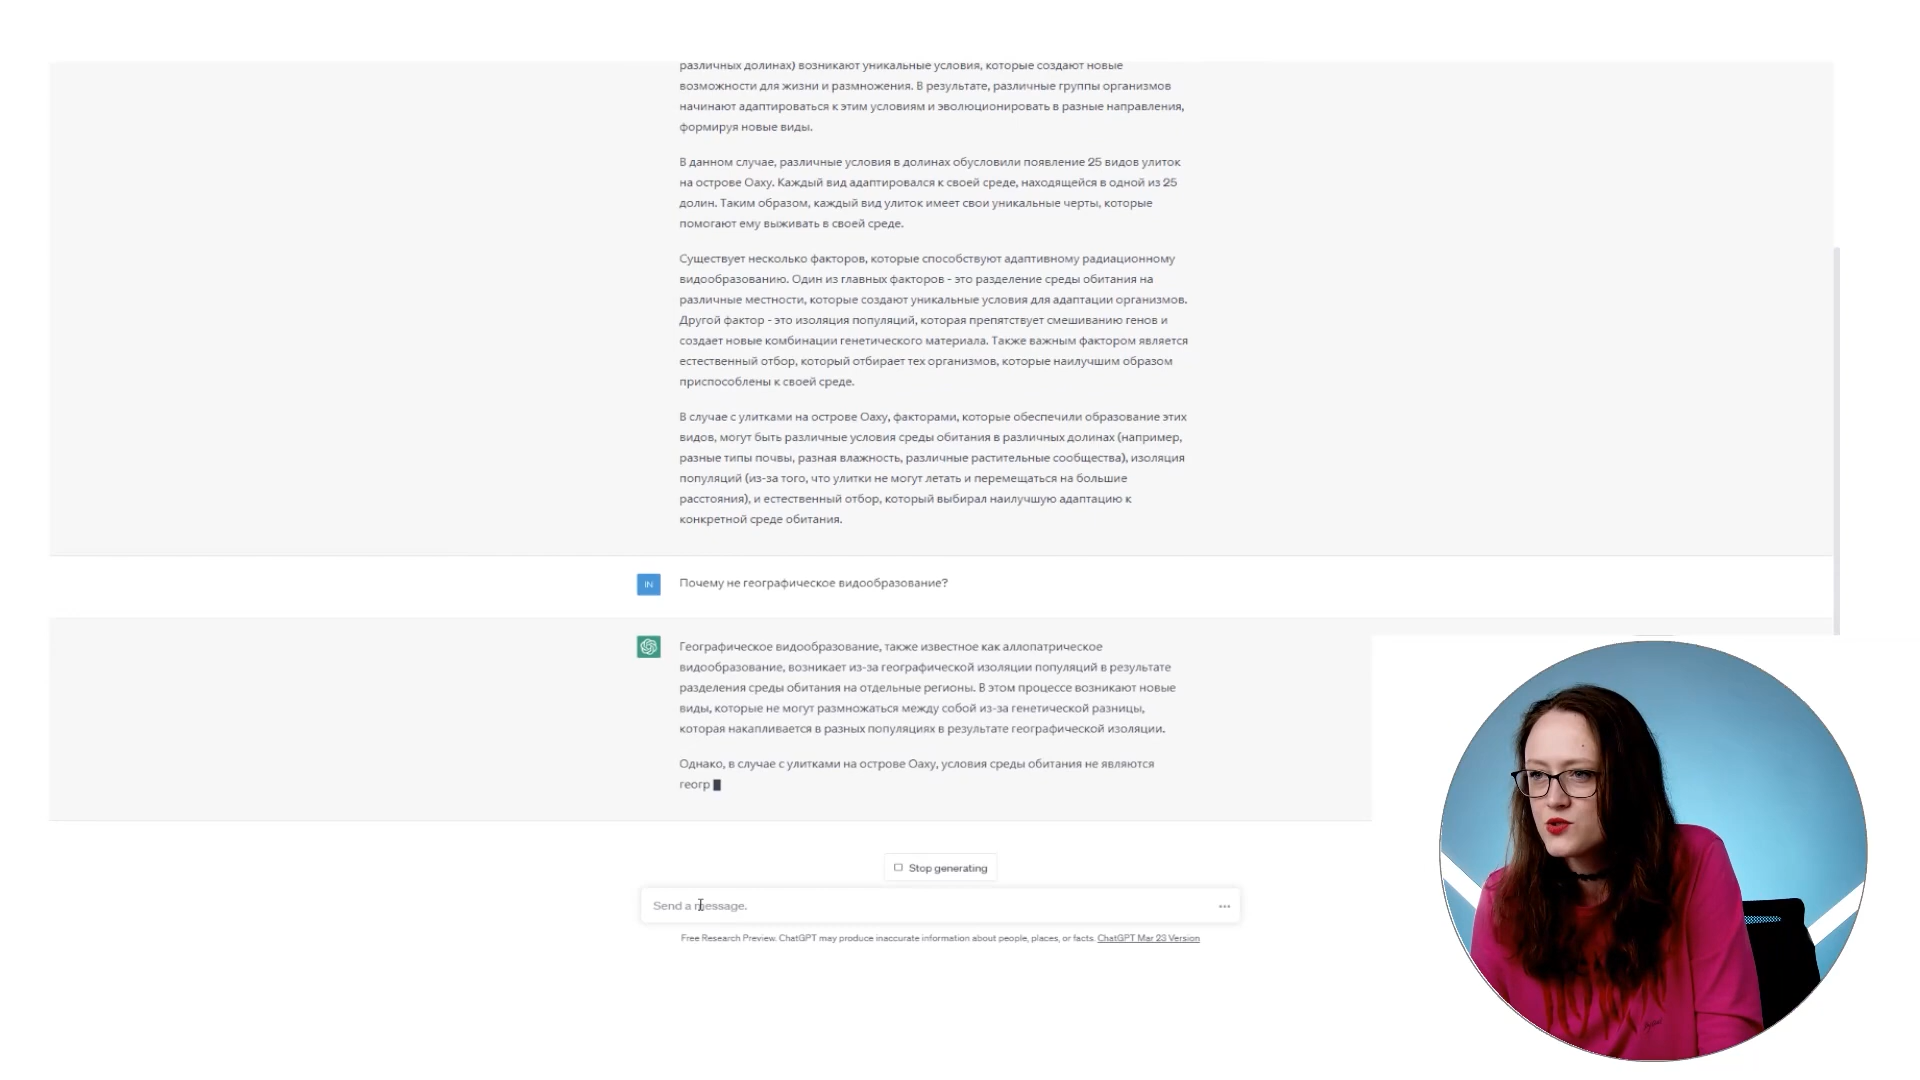 различных долинах) возникают уникальные условия, которые создают новые
возможности для жизни и размножения. В результате, различные группы организмов
начинают адаптироваться к этим условиям и эволюционировать в разные направления,
формируя новые виды.
В данном случае, различные условия в долинах обусловили появление 25 видов улиток
на острове Оаху. Каждый вид адаптировался к своей среде, находящейся в одной из 25
долин. Таким образом, каждый вид улиток имеет свои уникальные черты, которые
помогают ему выживать в своей среде.
Существует несколько факторов, которые способствуют адаптивному радиационному
видообразованию. Один из главных факторов - это разделение среды обитания на
различные местности, которые создают уникальные условия для адаптации организмов.
Другой фактор - это изоляция популяций, которая препятствует смешиванию генов и
создает новые комбинации генетического материала. Также важным фактором является
естественный отбор, который отбирает тех организмов, которые наилучшим образом
приспособлены к своей среде.
В случае с улитками на острове Оаху, факторами, которые обеспечили образование этих
видов, могут быть различные условия среды обитания в различных долинах (например,
разные типы почвы, разная влажность, различные растительные сообщества), изоляция
популяций (из-за того, что улитки не могут летать и перемещаться на большие
расстояния), и естественный отбор, который выбирал наилучшую адаптацию к
конкретной среде обитания.
IN
Почему не географическое видообразование?
Географическое видообразование, также известное как аллопатрическое
видообразование, возникает из-за географической изоляции популяций в результате
разделения среды обитания на отдельные регионы. В этом процессе возникают новые
виды, которые не могут размножаться между собой из-за генетической разницы,
которая накапливается в разных популяциях в результате географической изоляции.
Однако, в случае с улитками на острове Оаху, условия среды обитания не являются
геогр
Stop generating
Send a message.
Free Research Preview. ChatGPT may produce inaccurate information about people, places, or facts. ChatGPT Mar 23 Version